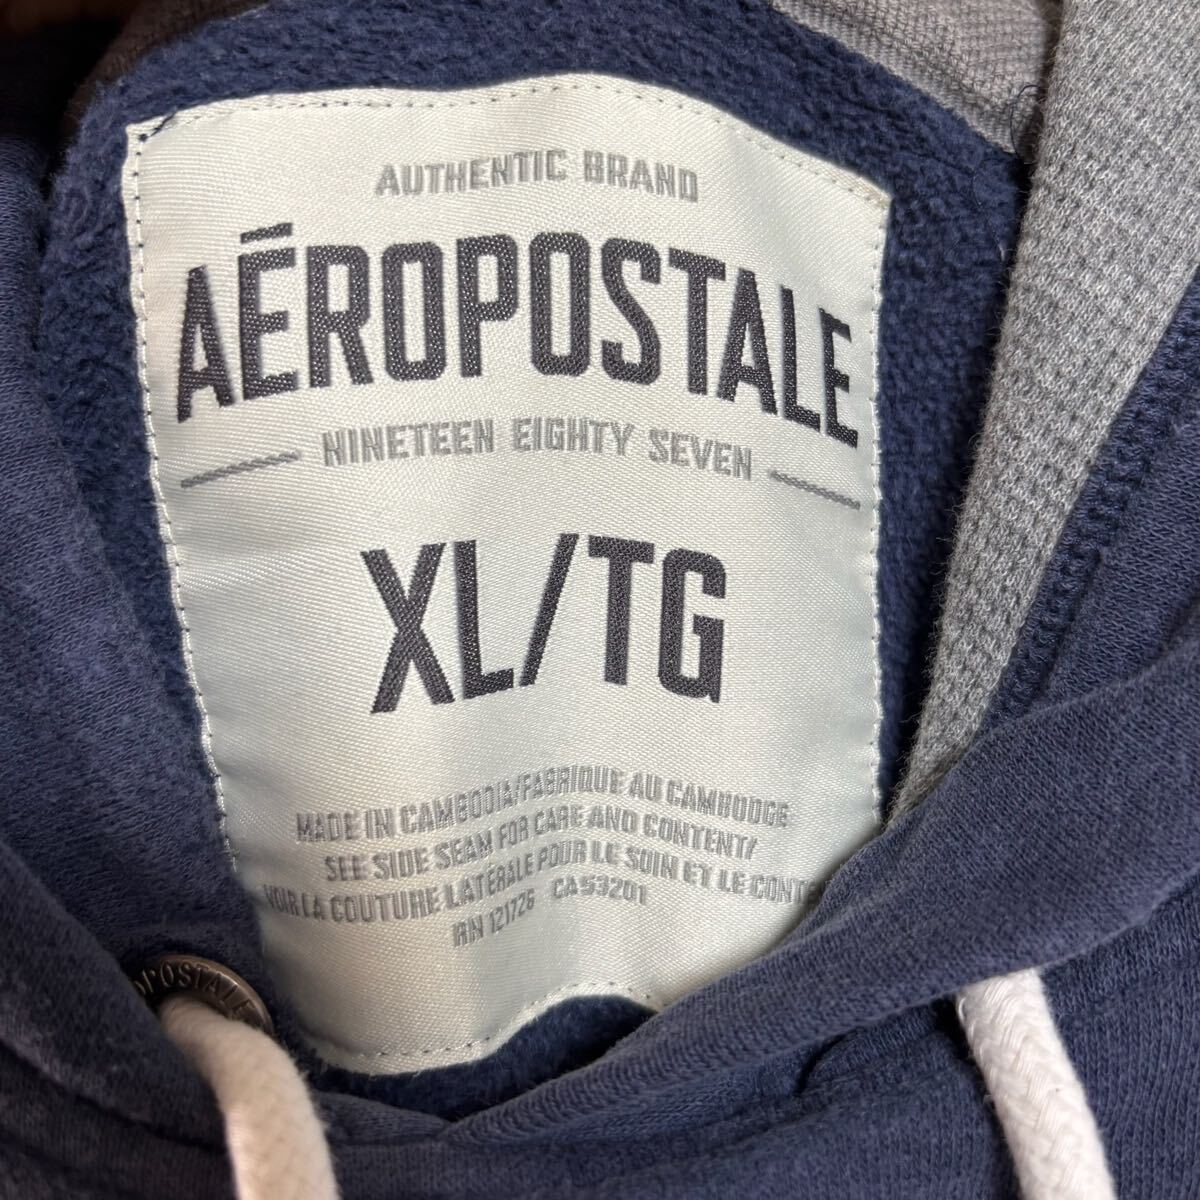 AUTHENTIC BRAND
AÉROPOSTALE
NINETEEN EIGHTY SEVEN
XL/TG
MADE IN CAMBODIA/FABRIQUE AU CAMBODGE
SEE SIDE SEAM FOR CARE AND CONTENT/
VOIR LA COUTURE LATÉRALE POUR LE SOIN ET LE CONTE
RN 121726 CA53201